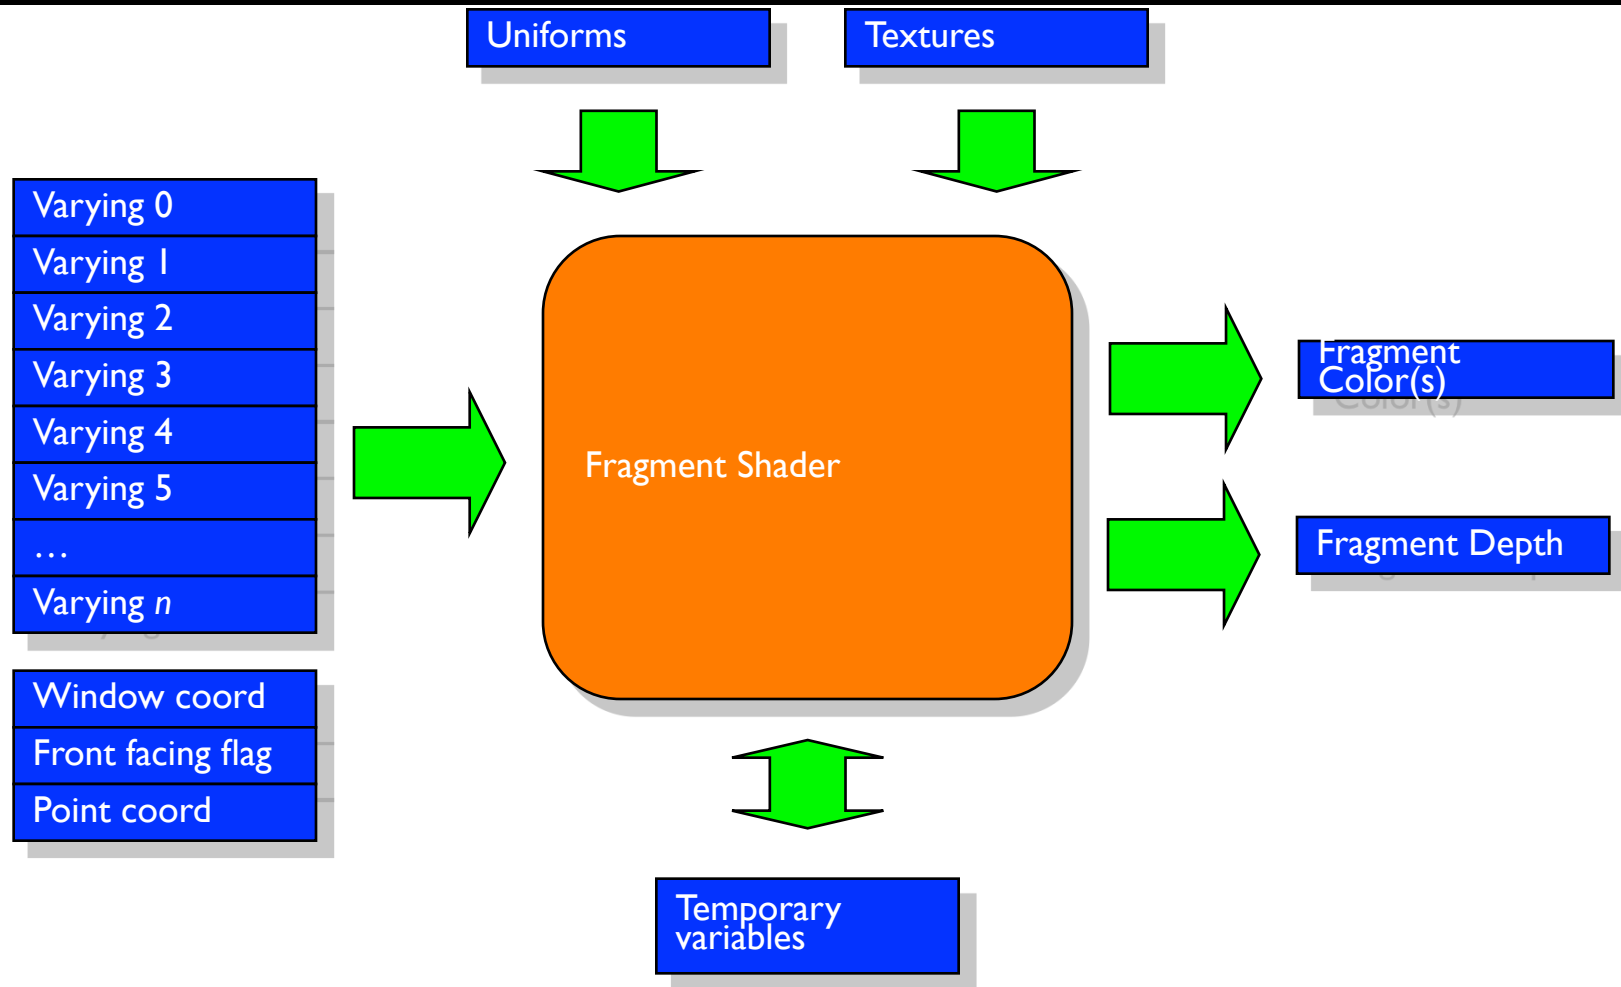 Uniforms
Textures
Varying 0
Varying 1
Varying 2
Varying 3
Varying 4
Varying 5
…
Varying n
Window coord
Front facing flag
Point coord
Fragment Shader
Fragment
Color(s)
Fragment Depth
Temporary
variables